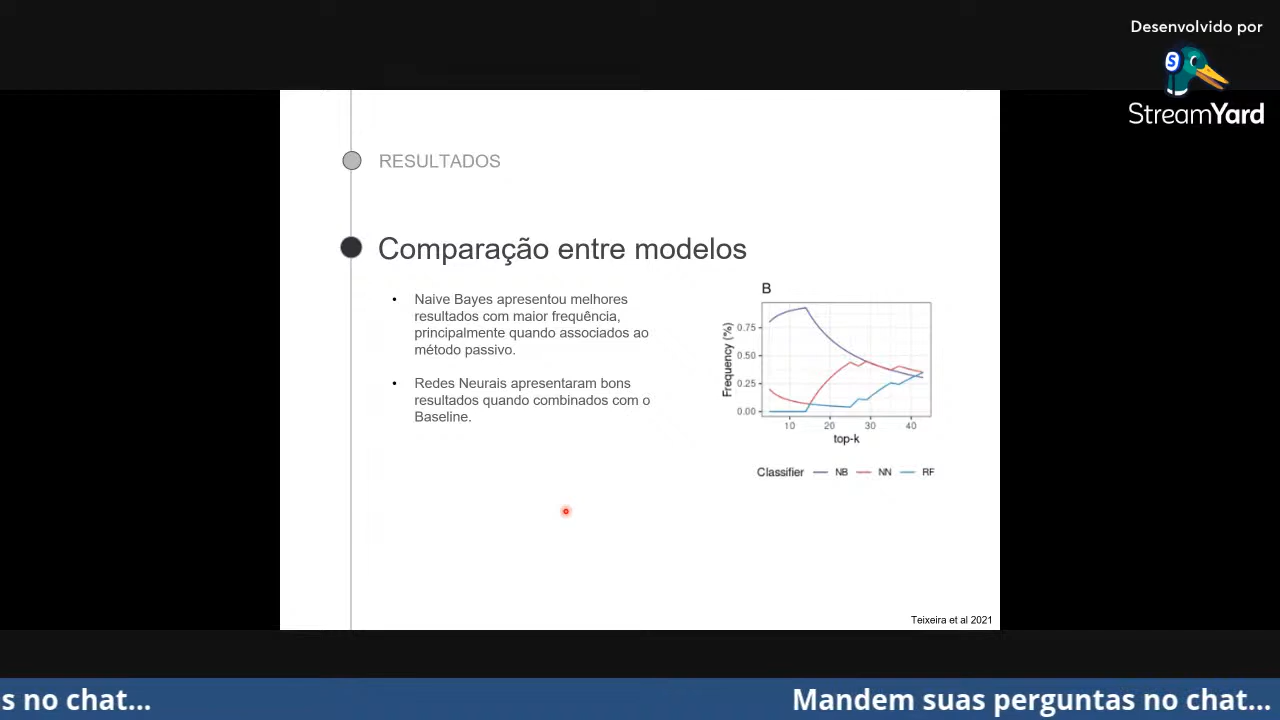 Desenvolvido por
StreamYard
RESULTADOS
Comparação entre modelos
• Naive Bayes apresentou melhores
resultados com maior frequência,
principalmente quando associados ao
método passivo.
• Redes Neurais apresentaram bons
resultados quando combinados com o
Baseline.
B
Frequency (%)
0.75
0.50
0.25
0.00
10 20 30 40
top-k
Classifier NB NN RF
Teixeira et al 2021
s no chat... Mandem suas perguntas no chat...